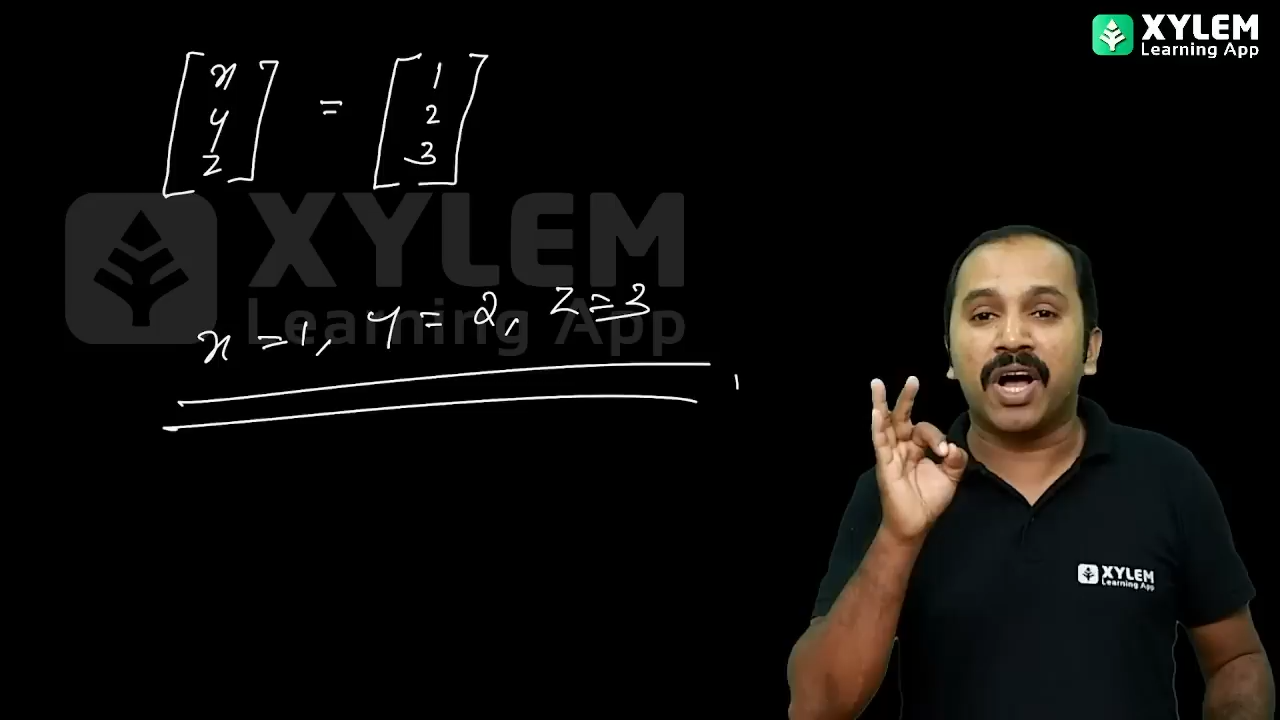 XYLEM
Learning App
[x y z] = [1 2 3]
XYLEM
Learning App
x = 1, y = 2, z = 3
XYLEM
Learning App